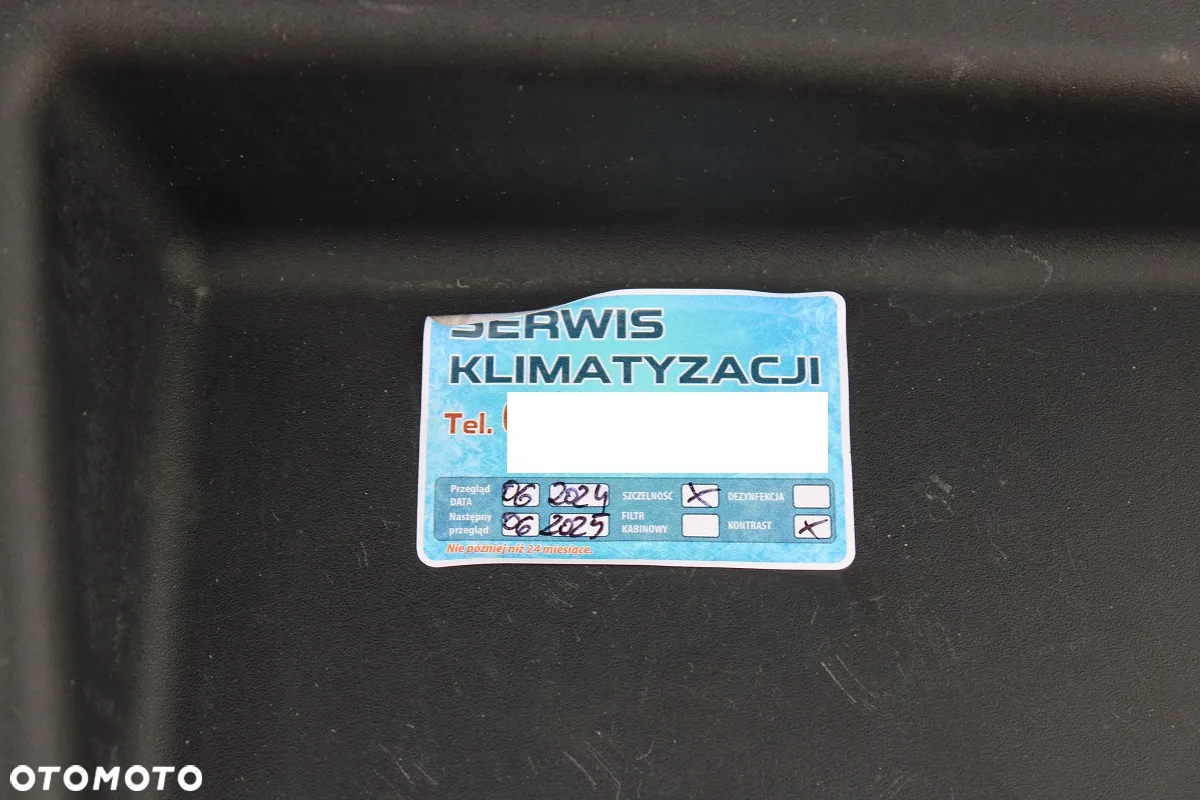 SERWIS
KLIMATYZACJI
Tel.
Przegląd DATA 06 2024 SZCZELNOŚĆ X DEZYNFEKCJA
Następny przegląd 06 2025 FILTR KABINOWY KONTRAST X
Nie później niż 24 miesiące.
OTOMOTO